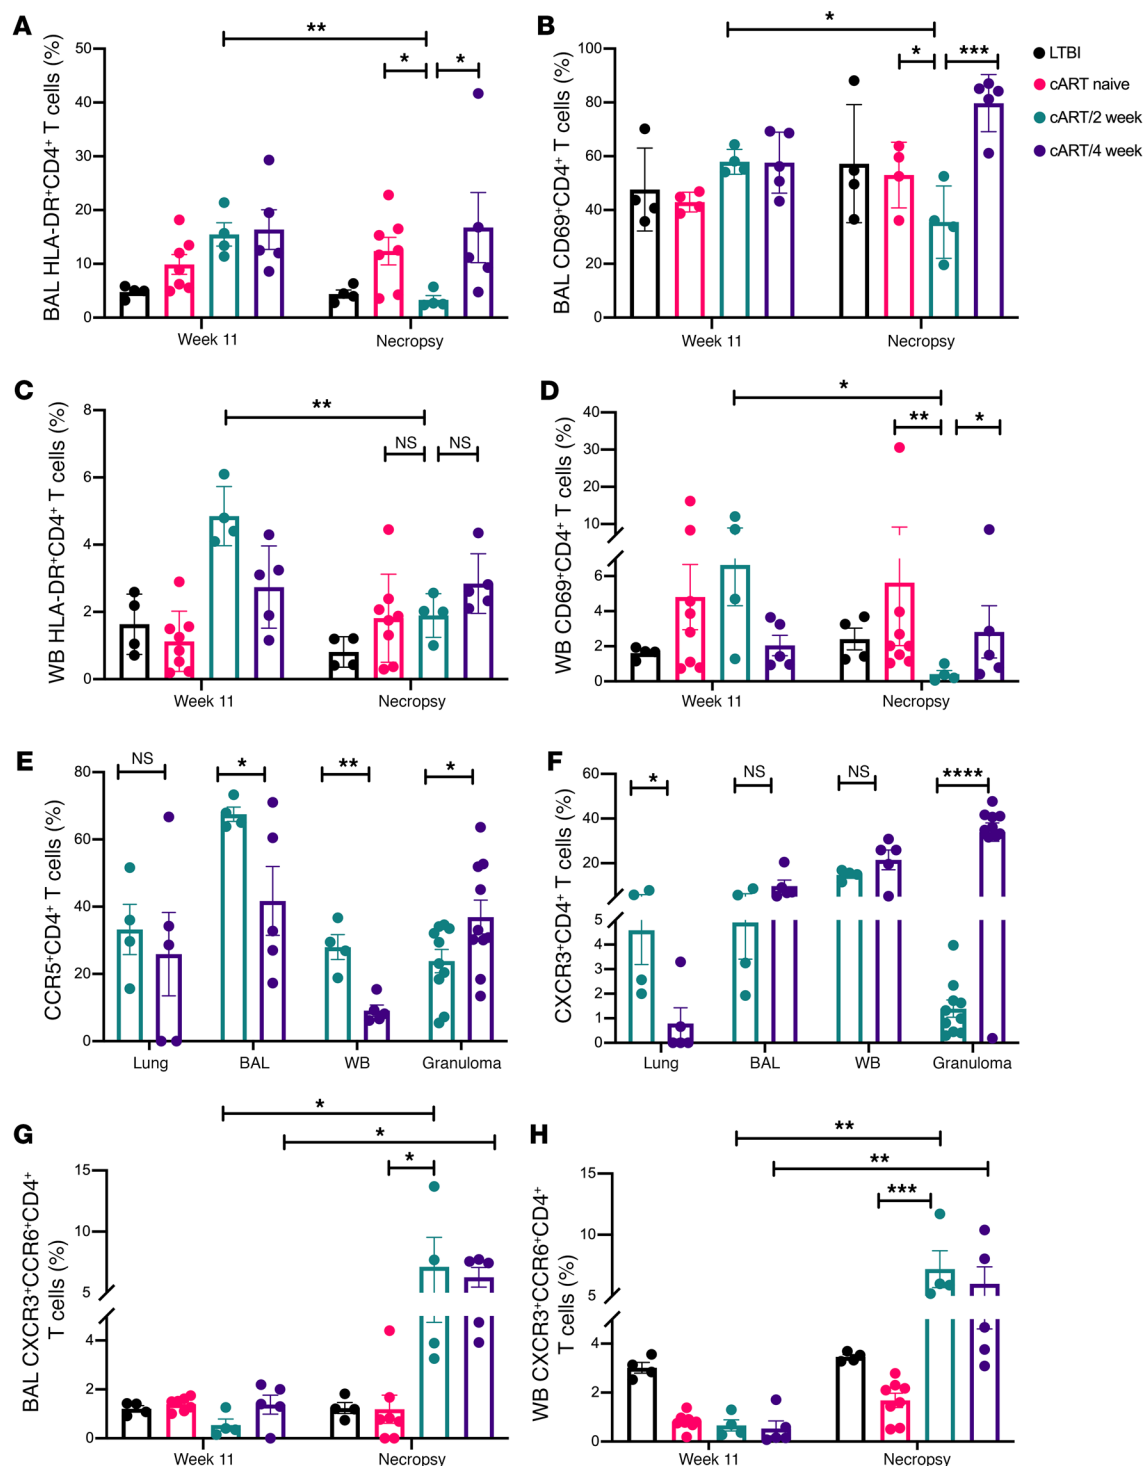 A
BAL HLA-DR⁺CD4⁺ T cells (%)
50
40
30
20
10
0
**
*
*
Week 11
Necropsy
B
BAL CD69⁺CD4⁺ T cells (%)
100
80
60
40
20
0
*
*
***
Week 11
Necropsy
LTBI
cART naive
cART/2 week
cART/4 week
C
WB HLA-DR⁺CD4⁺ T cells (%)
8
6
4
2
0
**
NS
NS
Week 11
Necropsy
D
WB CD69⁺CD4⁺ T cells (%)
40
30
20
10
6
4
2
0
*
**
*
Week 11
Necropsy
E
CCR5⁺CD4⁺ T cells (%)
80
60
40
20
0
NS
*
**
*
Lung
BAL
WB
Granuloma
F
CXCR3⁺CD4⁺ T cells (%)
60
40
20
5
4
3
2
1
0
*
NS
NS
****
Lung
BAL
WB
Granuloma
G
BAL CXCR3⁺CCR6⁺CD4⁺
T cells (%)
15
10
5
4
2
0
*
*
*
Week 11
Necropsy
H
WB CXCR3⁺CCR6⁺CD4⁺
T cells (%)
15
10
5
4
2
0
**
**
***
Week 11
Necropsy